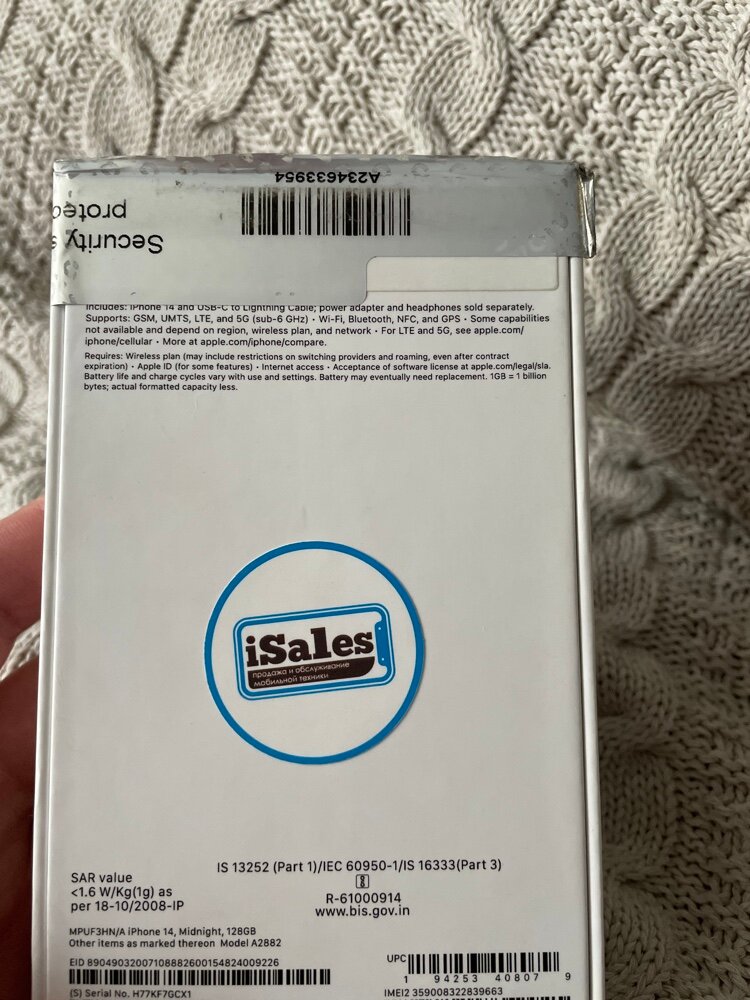 A234633954
Security
includes: iPhone 14 and USB-C to Lightning Cable; power adapter and headphones sold separately.
Supports: GSM, UMTS, LTE, and 5G (sub-6 GHz) • Wi-Fi, Bluetooth, NFC, and GPS • Some capabilities
not available and depend on region, wireless plan, and network • For LTE and 5G, see apple.com/
iphone/cellular • More at apple.com/iphone/compare.
Requires: Wireless plan (may include restrictions on switching providers and roaming, even after contract
expiration) • Apple ID (for some features) • Internet access • Acceptance of software license at apple.com/legal/sla.
Battery life and charge cycles vary with use and settings. Battery may eventually need replacement. 1GB = 1 billion
bytes; actual formatted capacity less.
iSales
продажа и обслуживание
мобильной техники
IS 13252 (Part 1)/IEC 60950-1/IS 16333(Part 3)
SAR value
<1.6 W/Kg(1g) as
per 18-10/2008-IP
R-61000914
www.bis.gov.in
MPUF3HN/A iPhone 14, Midnight, 128GB
Other items as marked thereon Model A2882
EID 89049032007108882600154824009226
UPC
1 94253 40807 9
(S) Serial No. H77KF7GCX1
IMEI2 359008322839663